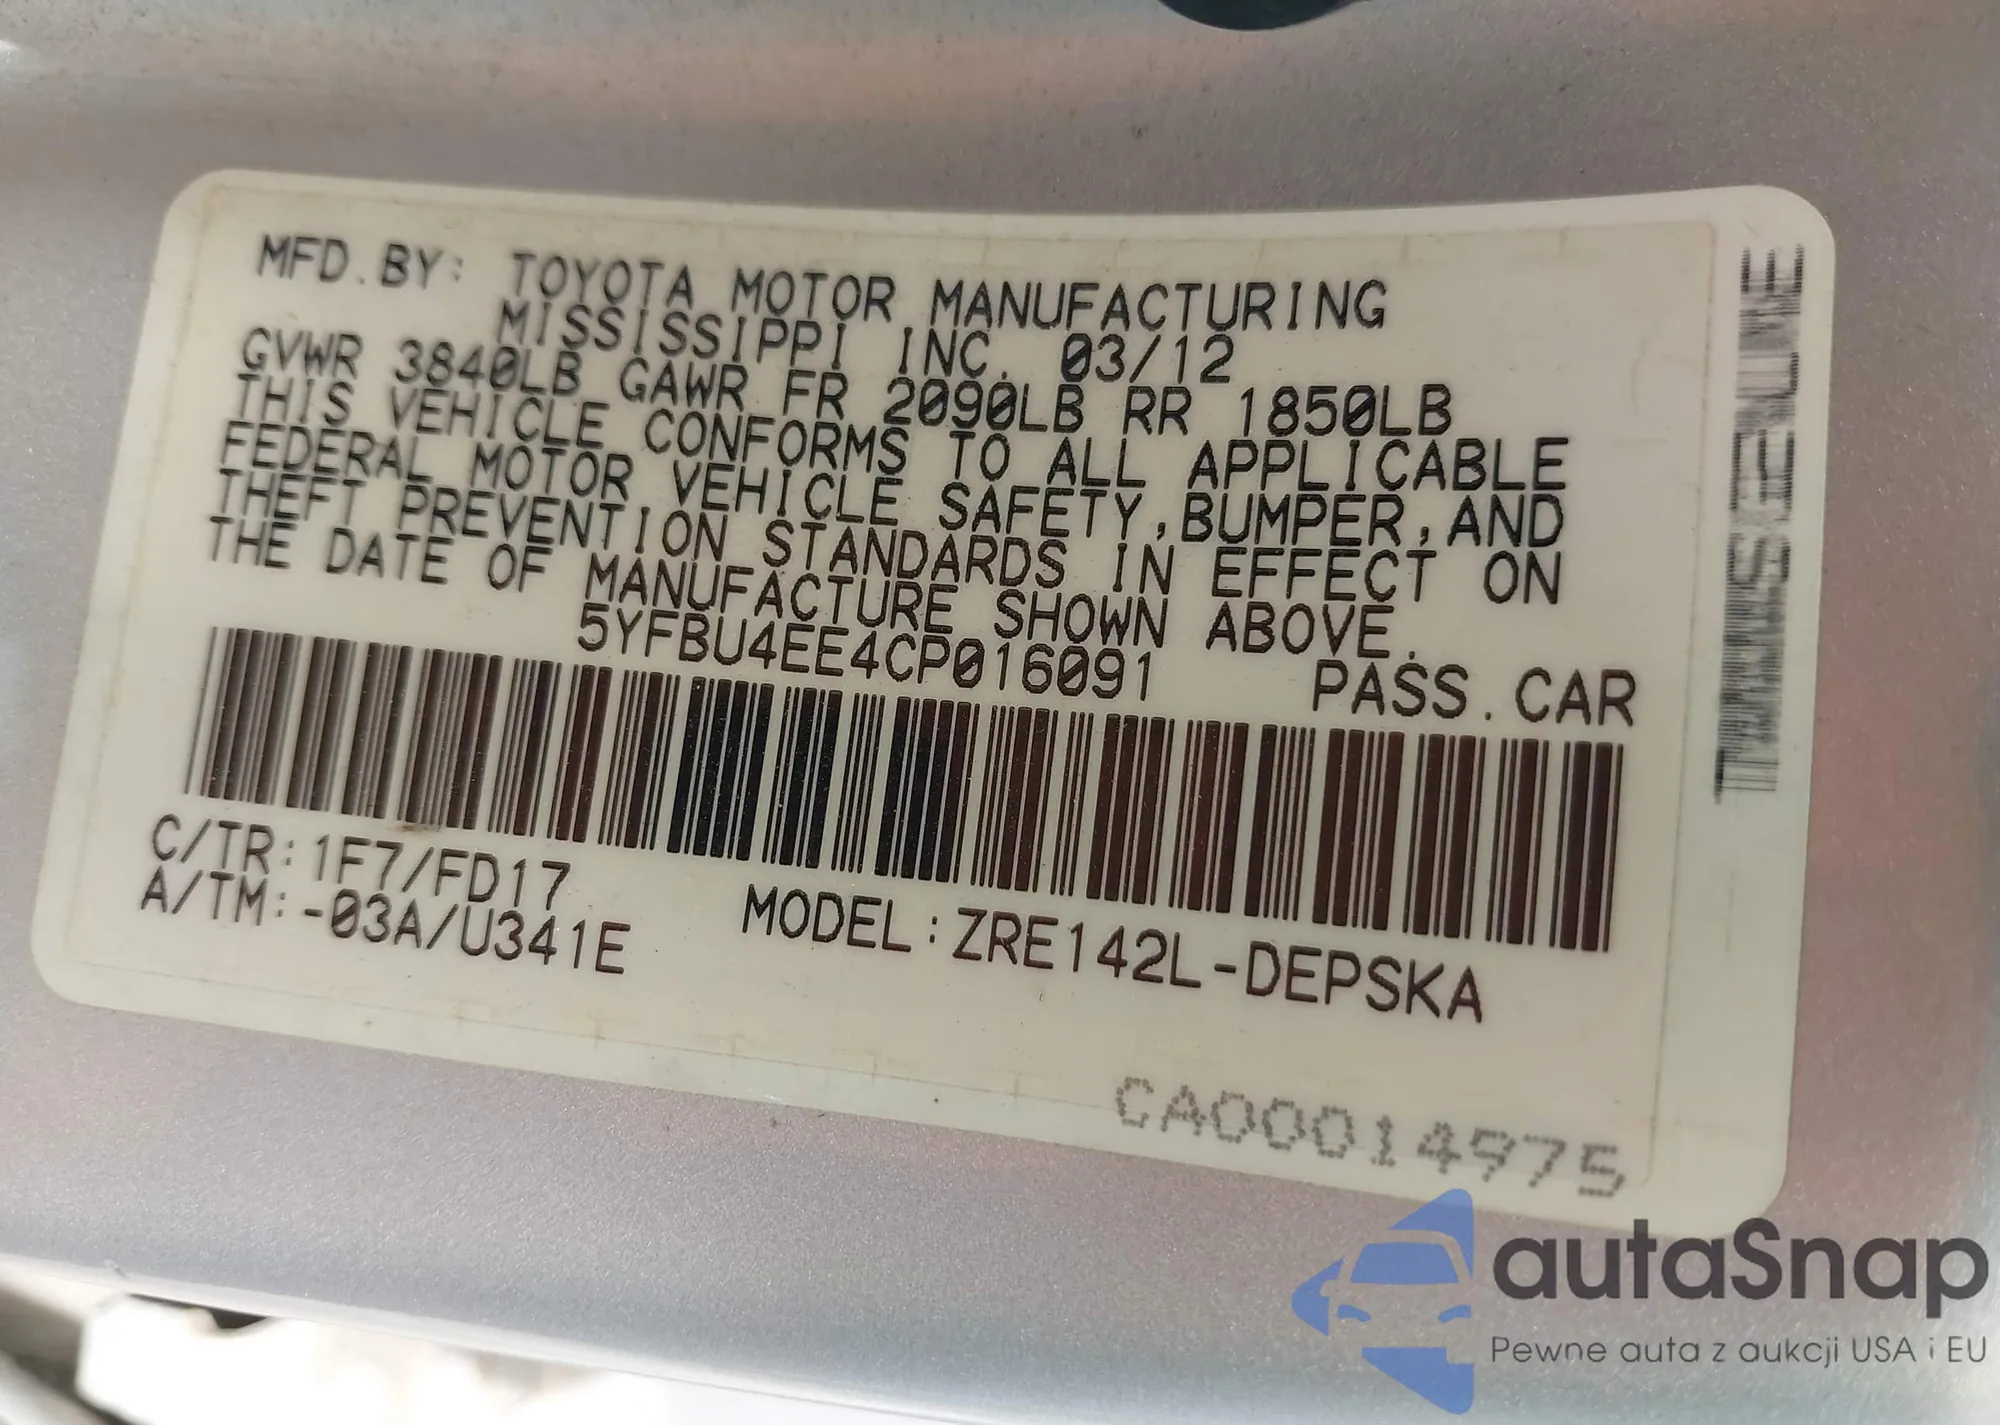 MFD.BY: TOYOTA MOTOR MANUFACTURING
MISSISSIPPI INC. 03/12
GVWR 3840LB GAWR FR 2090LB RR 1850LB
THIS VEHICLE CONFORMS TO ALL APPLICABLE
FEDERAL MOTOR VEHICLE SAFETY,BUMPER,AND
THEFT PREVENTION STANDARDS IN EFFECT ON
THE DATE OF MANUFACTURE SHOWN ABOVE.
5YFBU4EE4CP016091 PASS.CAR
C/TR:1F7/FD17
A/TM:-03A/U341E
MODEL:ZRE142L-DEPSKA
CA00014975
autaSnap
Pewne auta z aukcji USA i EU